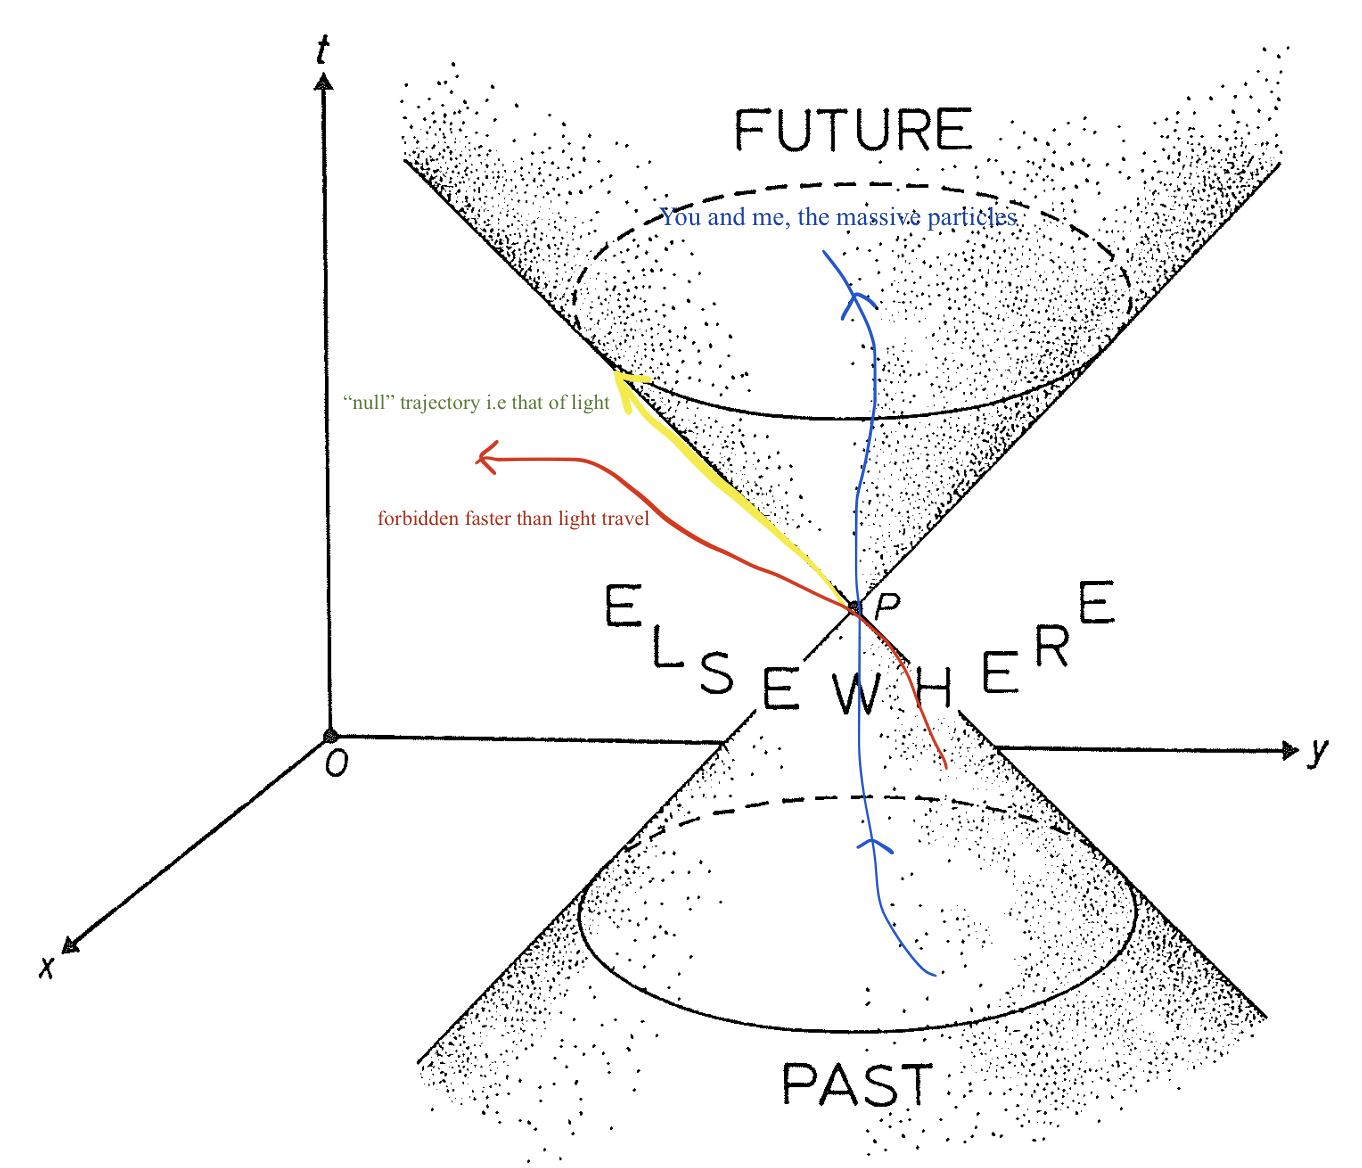 t
FUTURE
You and me, the massive particles
“null” trajectory i.e that of light
forbidden faster than light travel
P
ELSEWHERE
O
y
x
PAST